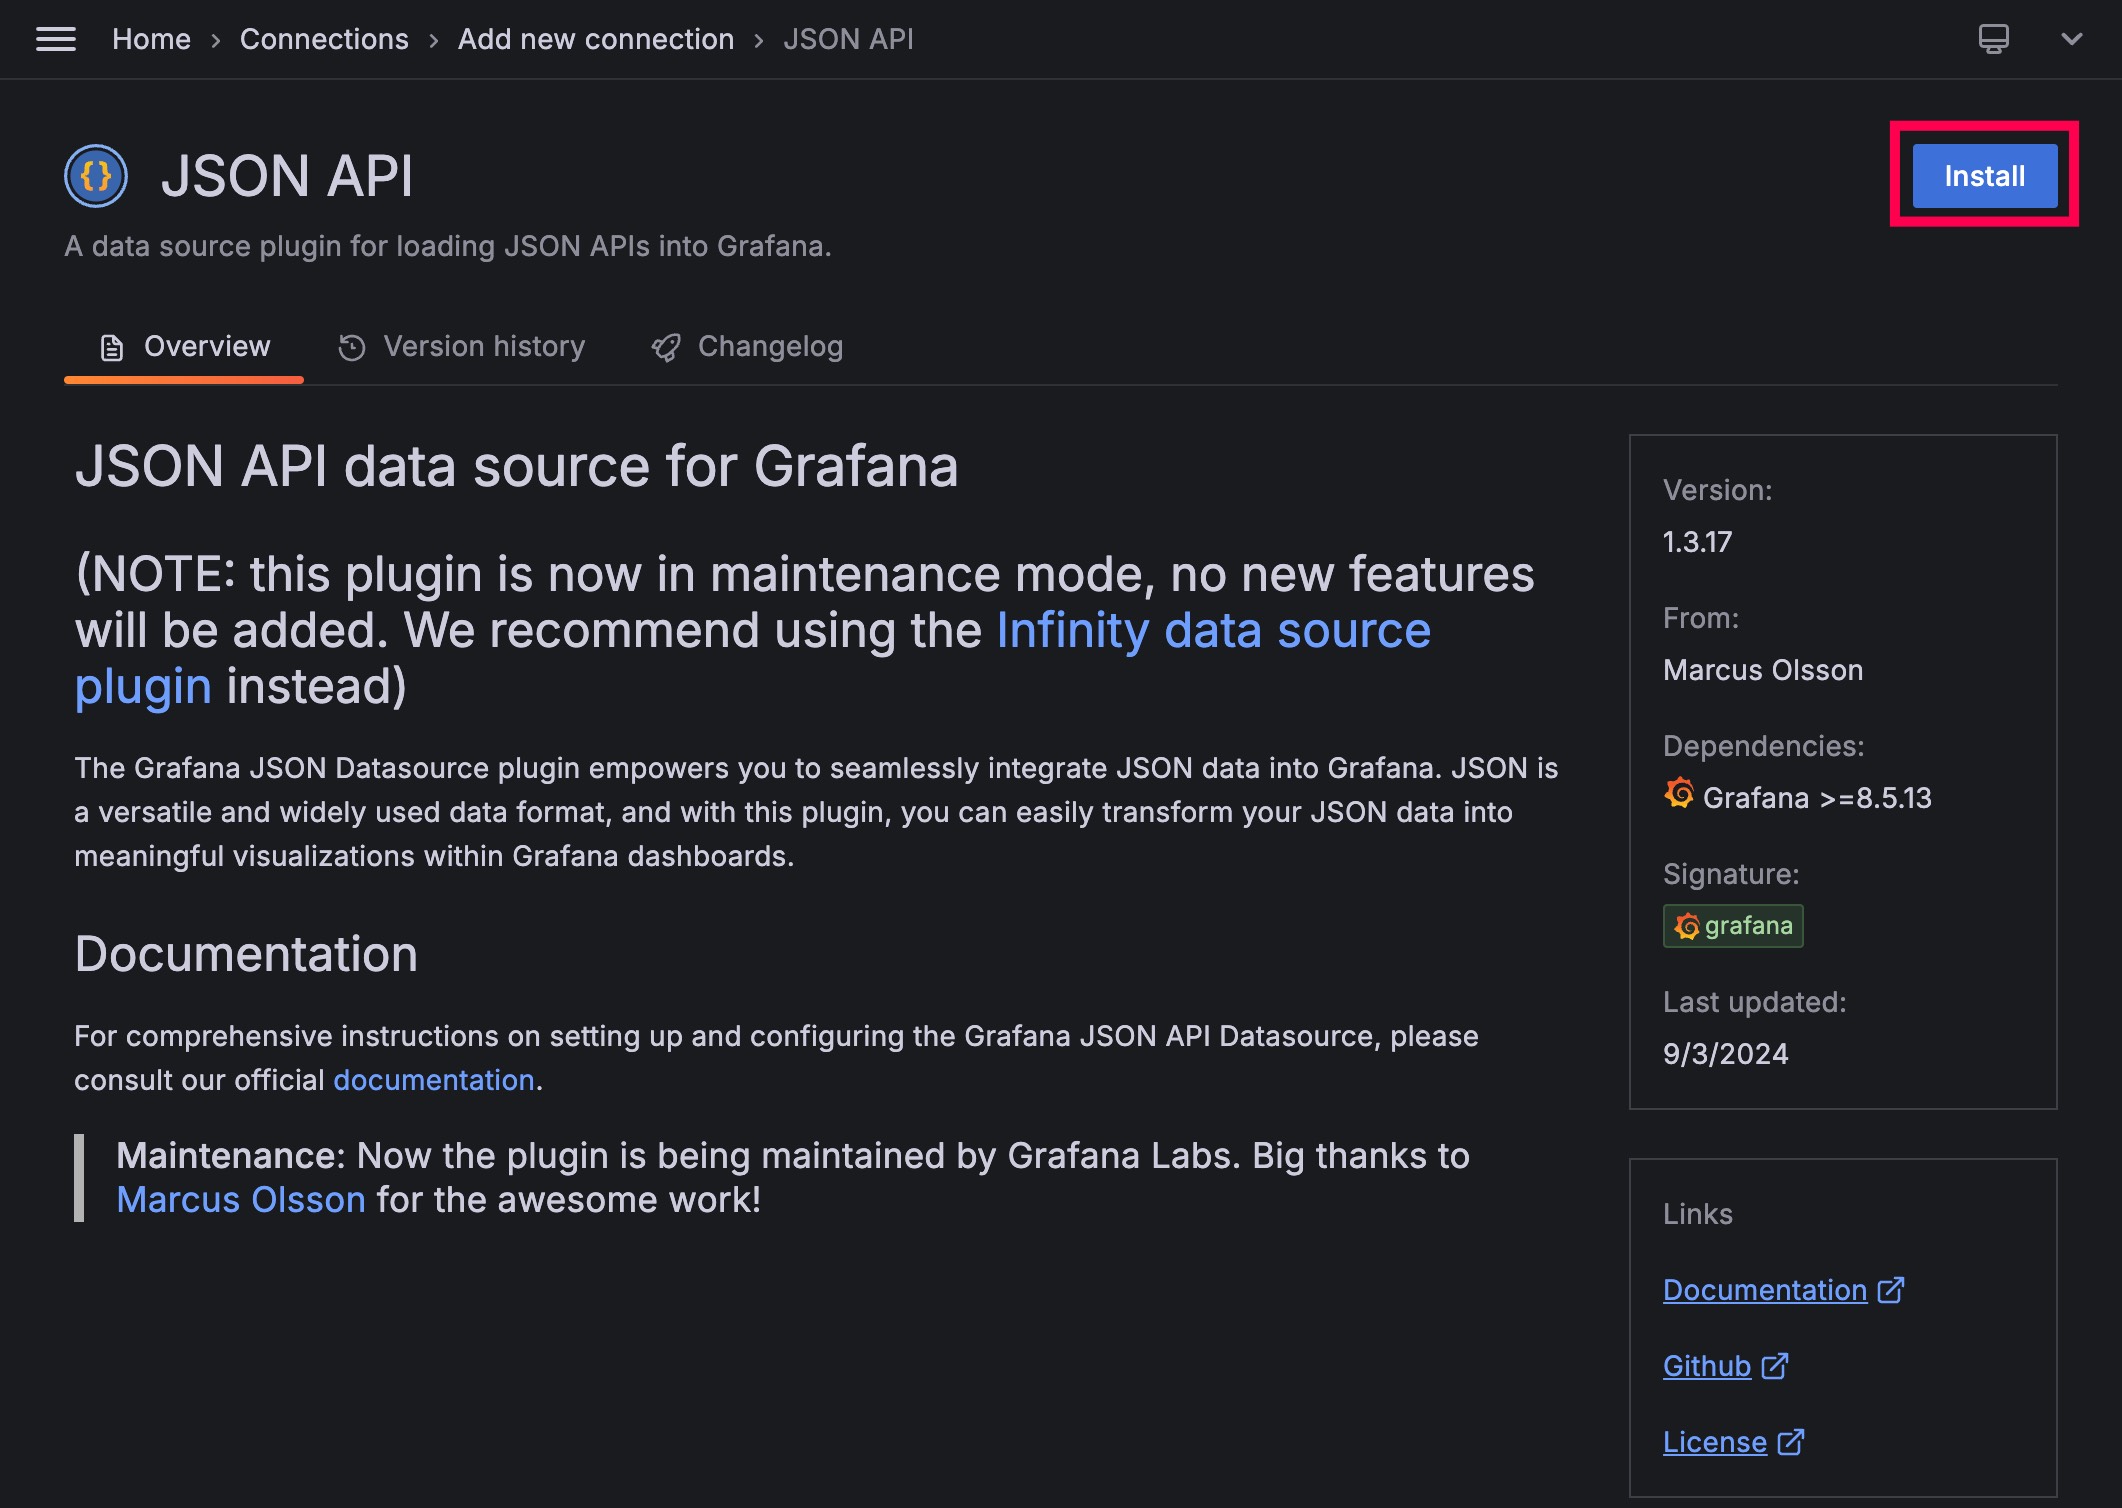 Home › Connections › Add new connection › JSON API
{} JSON API
Install
A data source plugin for loading JSON APIs into Grafana.
Overview Version history Changelog
JSON API data source for Grafana
(NOTE: this plugin is now in maintenance mode, no new features
will be added. We recommend using the Infinity data source
plugin instead)
The Grafana JSON Datasource plugin empowers you to seamlessly integrate JSON data into Grafana. JSON is
a versatile and widely used data format, and with this plugin, you can easily transform your JSON data into
meaningful visualizations within Grafana dashboards.
Documentation
For comprehensive instructions on setting up and configuring the Grafana JSON API Datasource, please
consult our official documentation.
Maintenance: Now the plugin is being maintained by Grafana Labs. Big thanks to
Marcus Olsson for the awesome work!
Version:
1.3.17
From:
Marcus Olsson
Dependencies:
Grafana >=8.5.13
Signature:
grafana
Last updated:
9/3/2024
Links
Documentation
Github
License